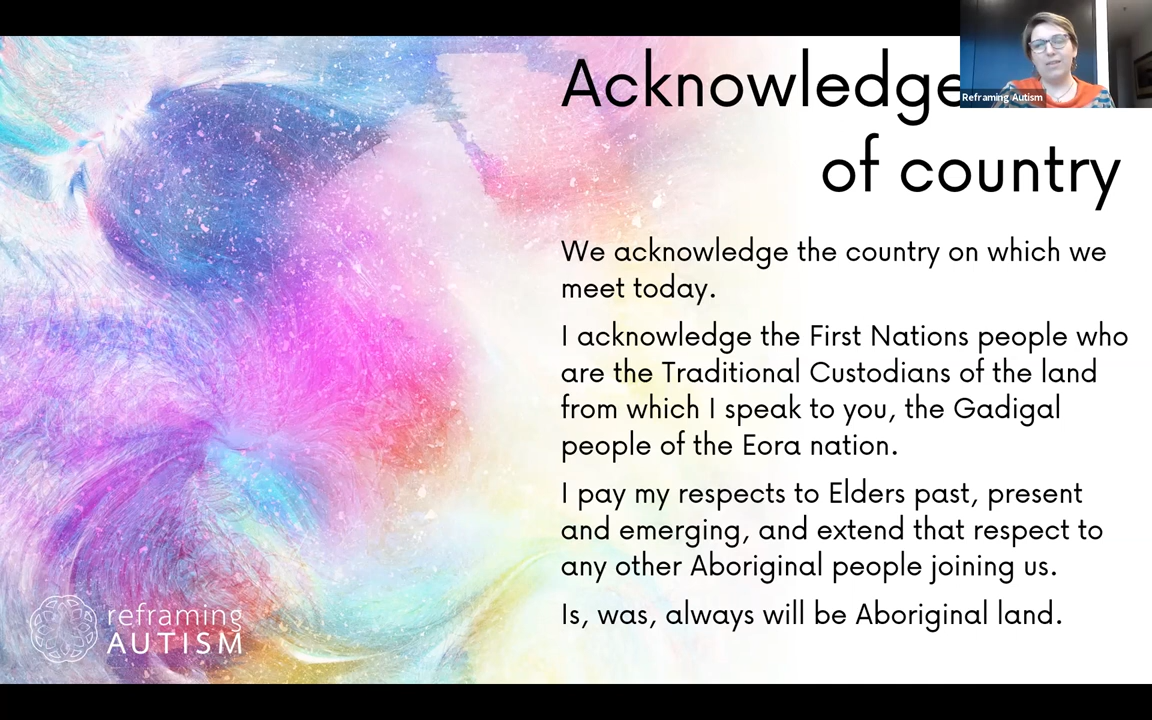 Acknowledge
of country
Reframing Autism
We acknowledge the country on which we
meet today.
I acknowledge the First Nations people who
are the Traditional Custodians of the land
from which I speak to you, the Gadigal
people of the Eora nation.
I pay my respects to Elders past, present
and emerging, and extend that respect to
any other Aboriginal people joining us.
Is, was, always will be Aboriginal land.
reframing
AUTISM